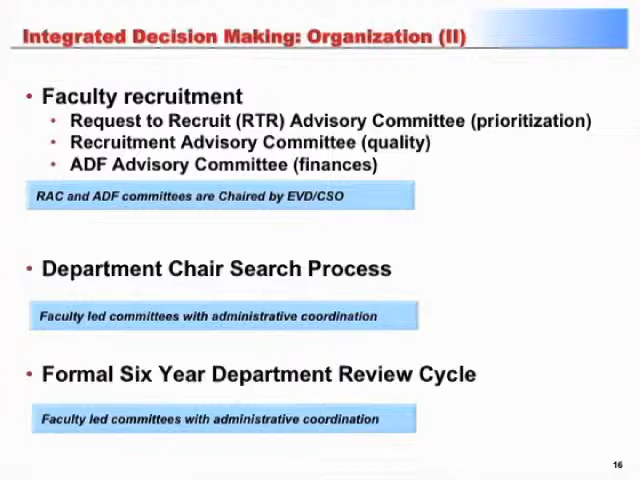 Integrated Decision Making: Organization (II)
• Faculty recruitment
• Request to Recruit (RTR) Advisory Committee (prioritization)
• Recruitment Advisory Committee (quality)
• ADF Advisory Committee (finances)
RAC and ADF committees are Chaired by EVD/CSO
• Department Chair Search Process
Faculty led committees with administrative coordination
• Formal Six Year Department Review Cycle
Faculty led committees with administrative coordination
16